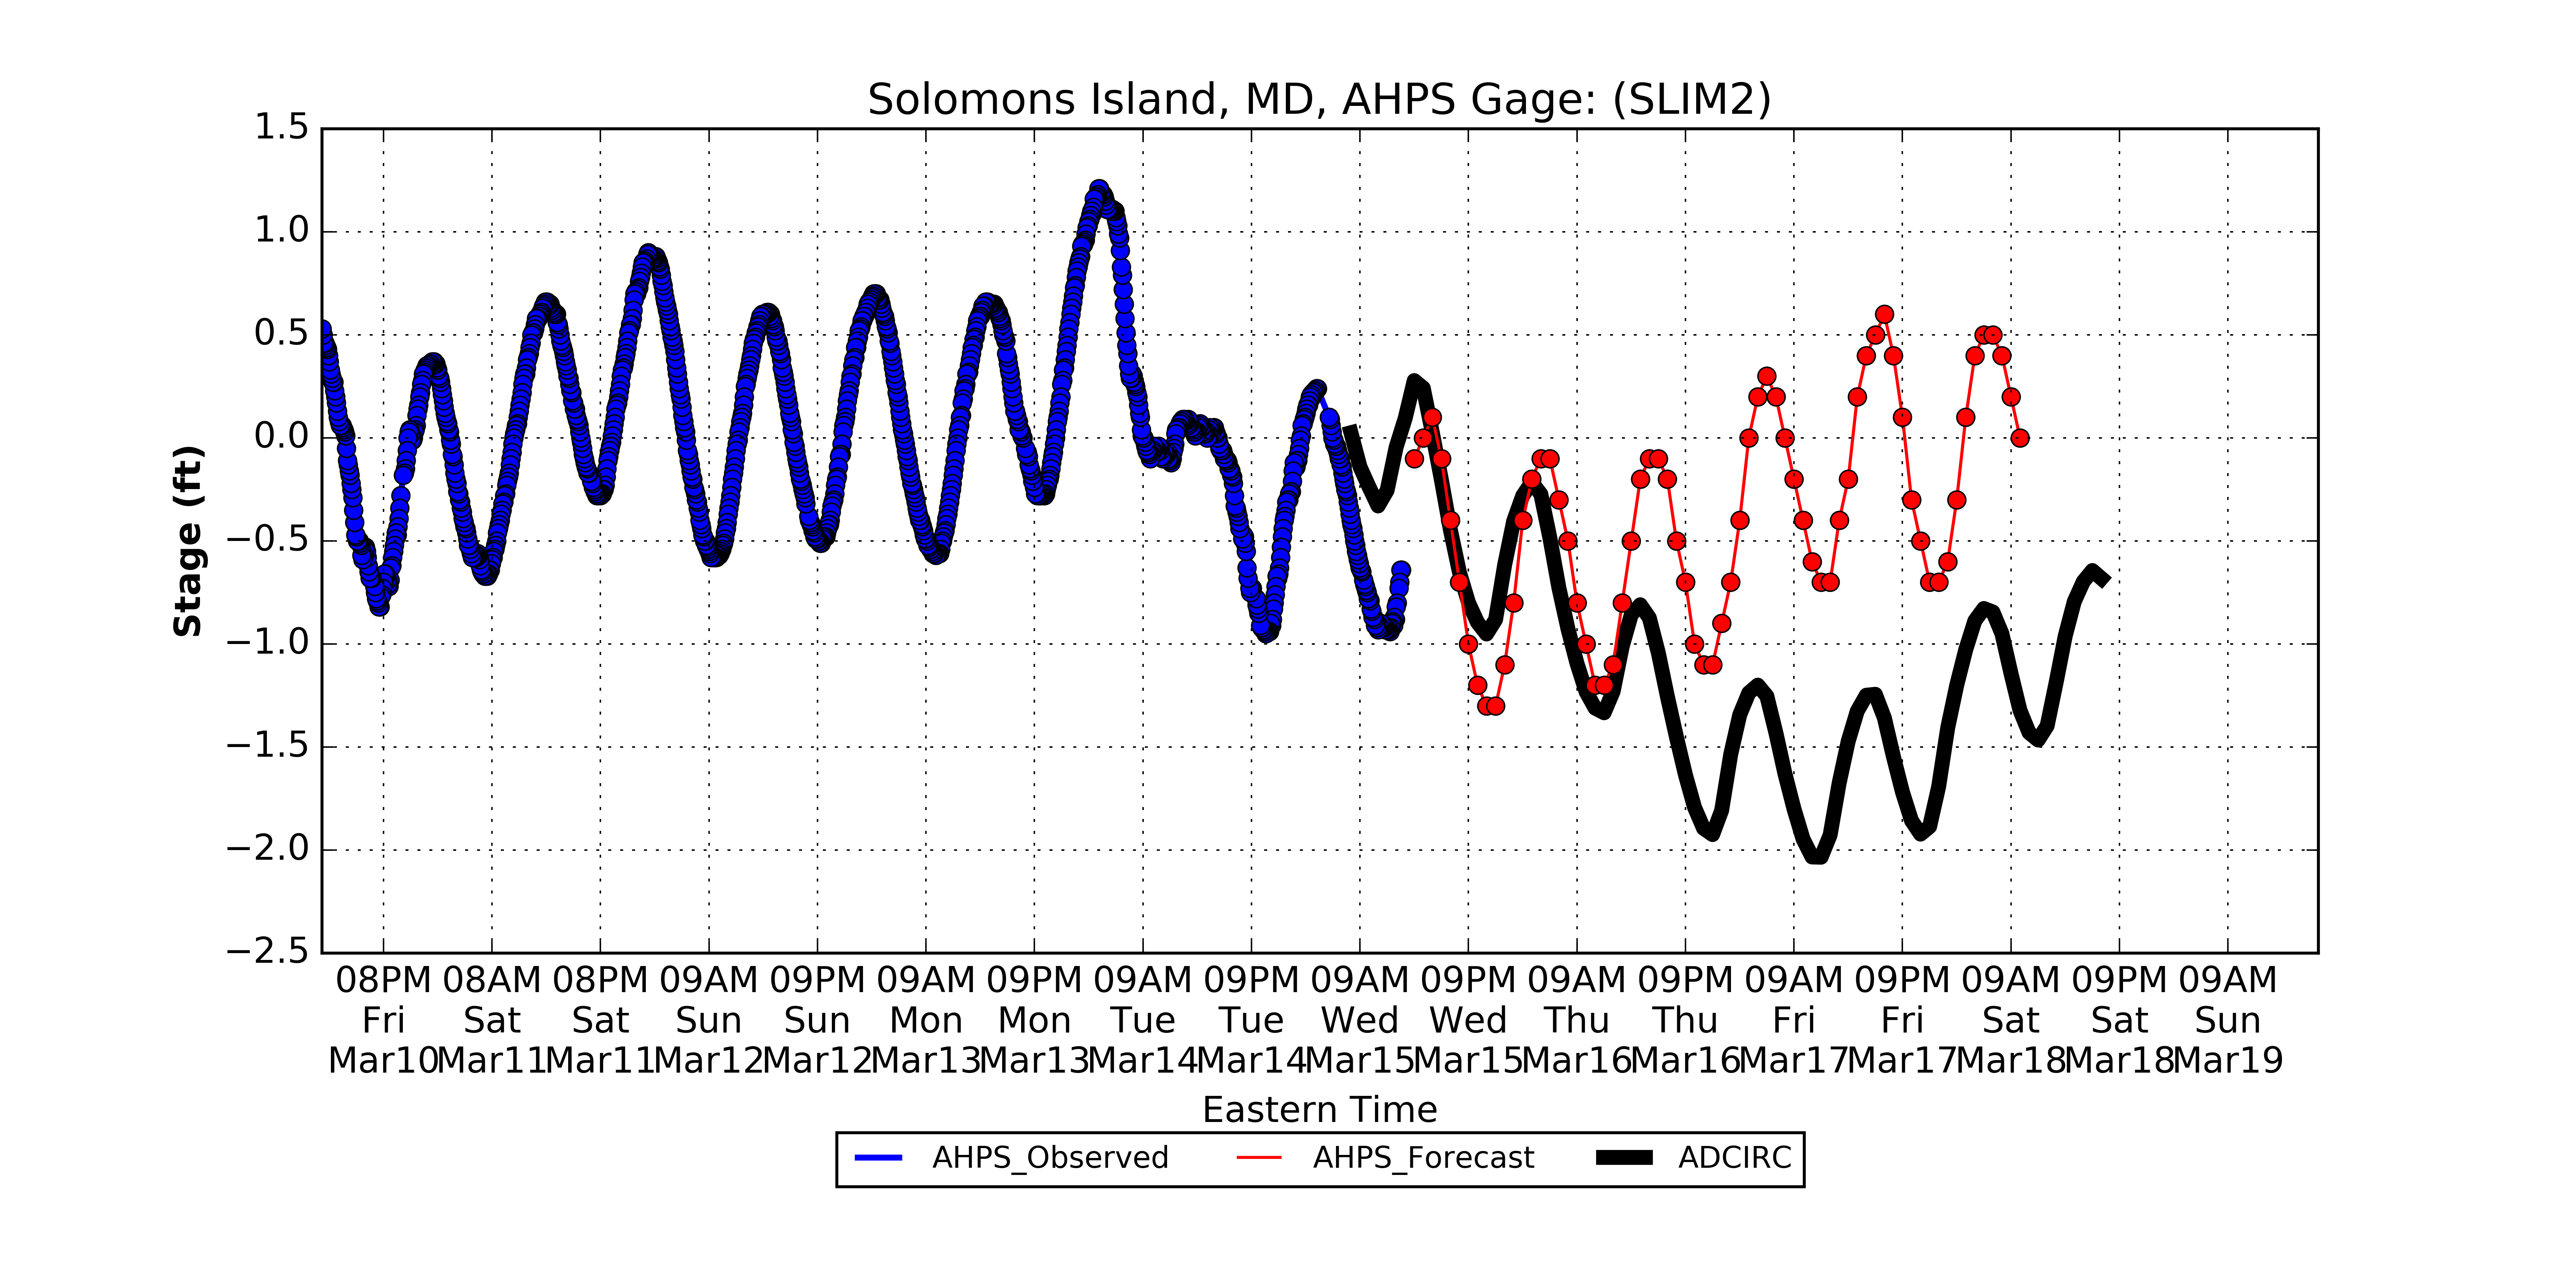 Solomons Island, MD, AHPS Gage: (SLIM2)
1.5
1.0
0.5
0.0
−0.5
−1.0
−1.5
−2.0
−2.5
Stage (ft)
08PM 08AM 08PM 09AM 09PM 09AM 09PM 09AM 09PM 09AM 09PM 09AM 09PM 09AM 09PM 09AM 09PM 09AM
Fri Sat Sat Sun Sun Mon Mon Tue Tue Wed Wed Thu Thu Fri Fri Sat Sat Sun
Mar10 Mar11 Mar11 Mar12 Mar12 Mar13 Mar13 Mar14 Mar14 Mar15 Mar15 Mar16 Mar16 Mar17 Mar17 Mar18 Mar18 Mar19
Eastern Time
AHPS_Observed AHPS_Forecast ADCIRC